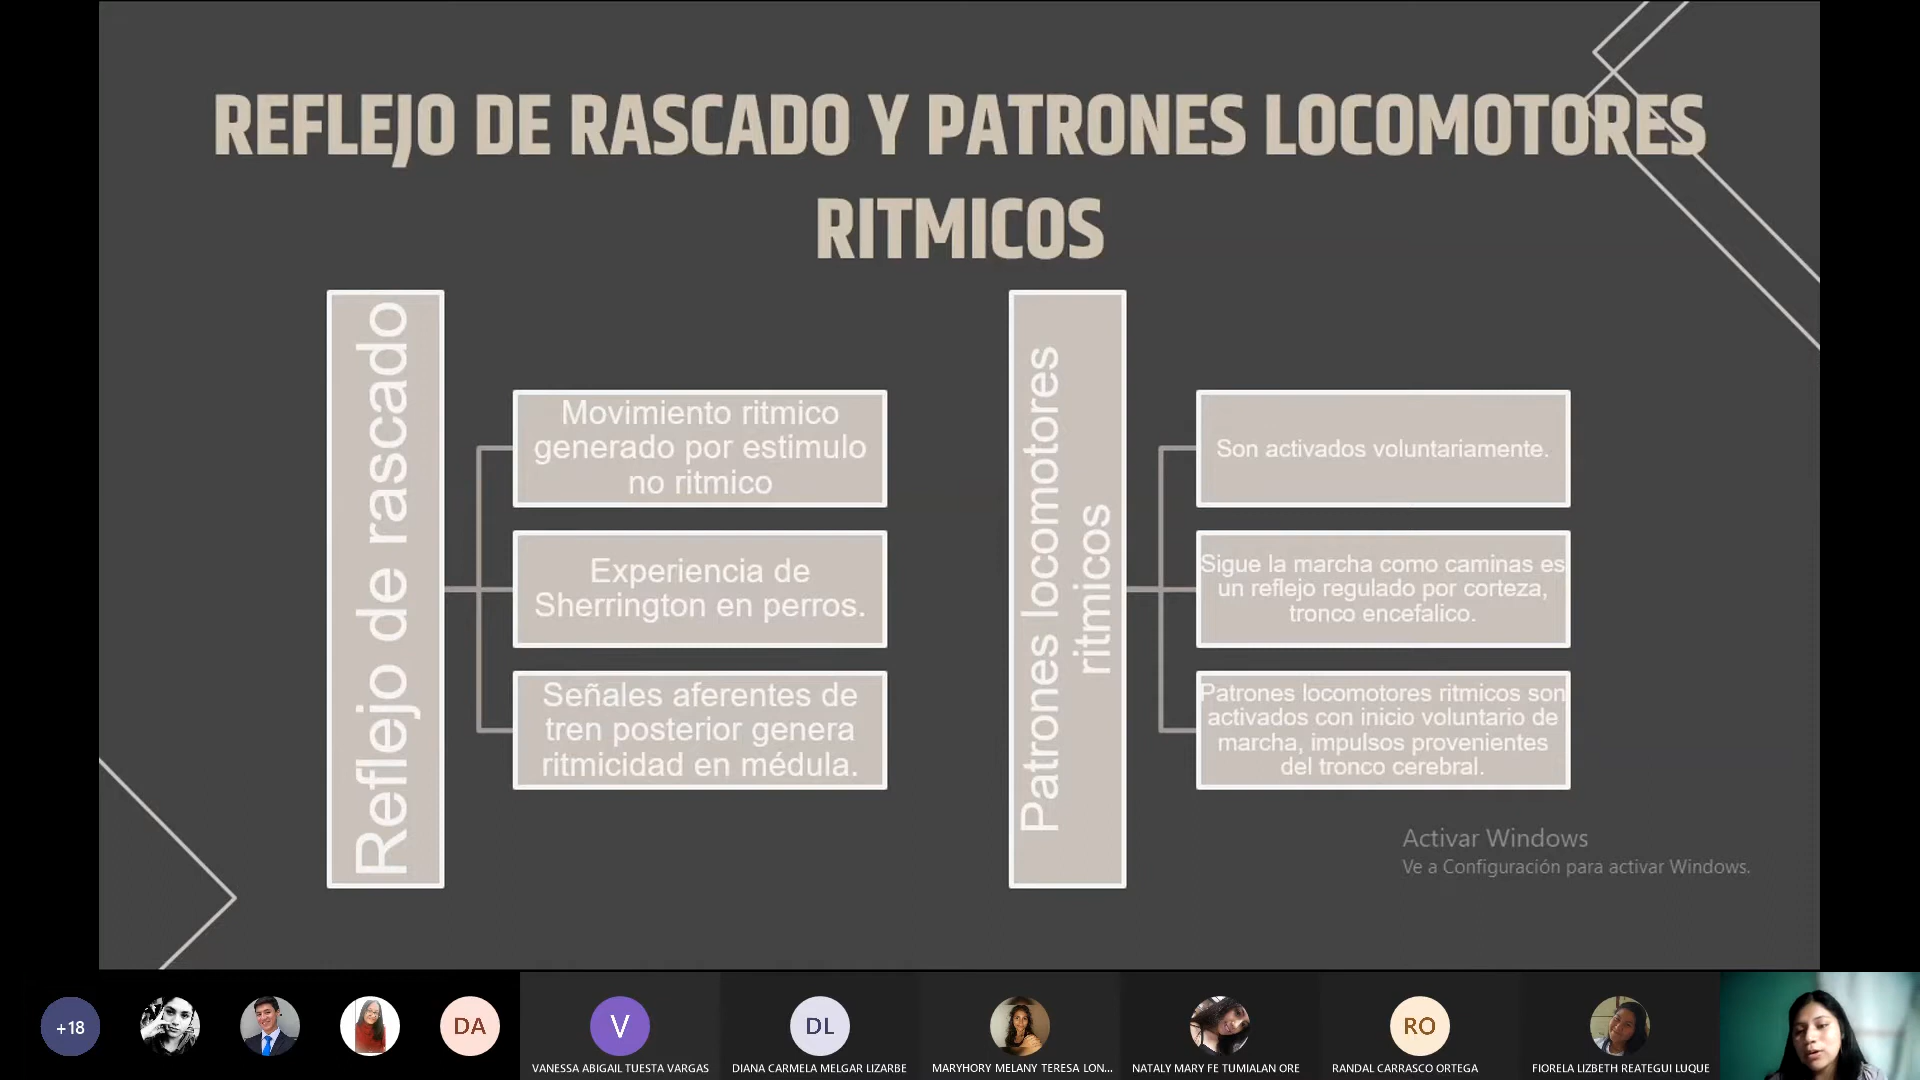 REFLEJO DE RASCADO Y PATRONES LOCOMOTORES
RITMICOS
Reflejo de rascado
Movimiento ritmico
generado por estimulo
no ritmico
Experiencia de
Sherrington en perros.
Señales aferentes de
tren posterior genera
ritmicidad en médula.
Patrones locomotores
ritmicos
Son activados voluntariamente.
Sigue la marcha como caminas es
un reflejo regulado por corteza,
tronco encefalico.
Patrones locomotores ritmicos son
activados con inicio voluntario de
marcha, impulsos provenientes
del tronco cerebral.
Activar Windows
Ve a Configuración para activar Windows.
+18
DA
V
DL
RO
VANESSA ABIGAIL TUESTA VARGAS
DIANA CARMELA MELGAR LIZARBE
MARYHORY MELANY TERESA LON...
NATALY MARY FE TUMIALAN ORE
RANDAL CARRASCO ORTEGA
FIORELA LIZBETH REATEGUI LUQUE